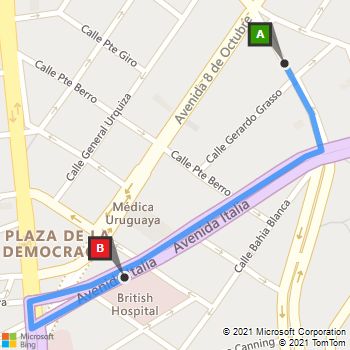 A
Calle Pte Giro
Avenida 8 de Octubre
Calle Pte Berro
Calle General Urquiza
Calle Gerardo Grasso
Calle Pte Berro
Médica
Uruguaya
PLAZA DE LA
DEMOCRA
B
Avenida Italia
Avenida Italia
Calle Bahía Blanca
British
Hospital
Canning
Microsoft
Bing
© 2021 Microsoft Corporation
© 2021 TomTom